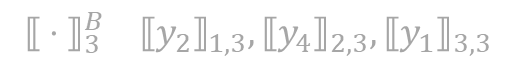 ⟦ · ⟧₃ᴮ ⟦y₂⟧₁,₃, ⟦y₄⟧₂,₃, ⟦y₁⟧₃,₃